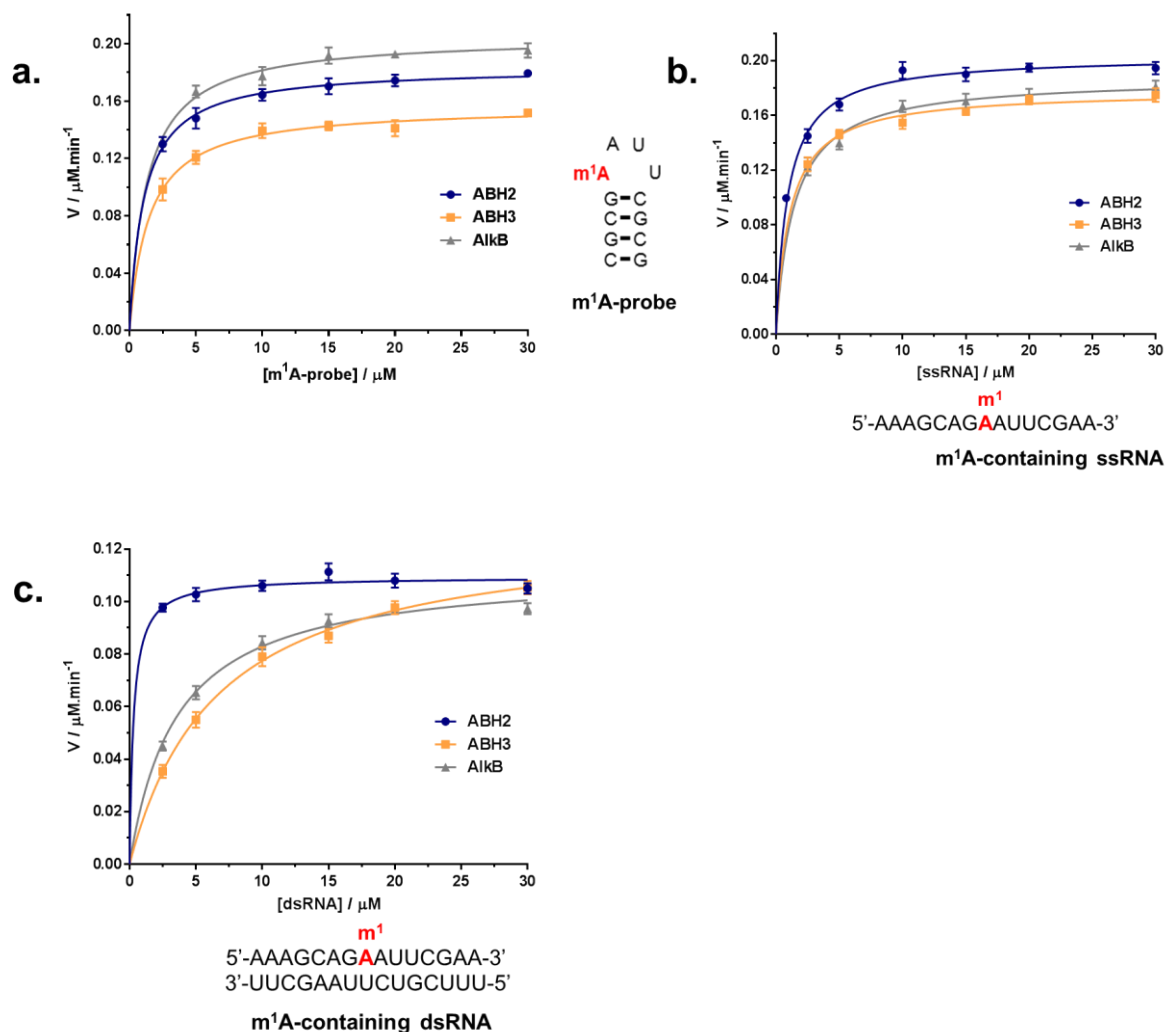 a.
0.20
0.16
0.12
0.08
0.04
0.00
V / μM.min⁻¹
ABH2
ABH3
AlkB
0 5 10 15 20 25 30
[m¹A-probe] / μM
A U
m¹A U
G-C
C-G
G-C
C-G
m¹A-probe
b.
0.20
0.16
0.12
0.08
0.04
0.00
V / μM.min⁻¹
ABH2
ABH3
AlkB
0 5 10 15 20 25 30
[ssRNA] / μM
m¹
5’-AAAGCAGAAUUCGAA-3’
m¹A-containing ssRNA
c.
0.12
0.10
0.08
0.06
0.04
0.02
0.00
V / μM.min⁻¹
ABH2
ABH3
AlkB
0 5 10 15 20 25 30
[dsRNA] / μM
m¹
5’-AAAGCAGAAUUCGAA-3’
3’-UUCGAAUUCUGCUUU-5’
m¹A-containing dsRNA